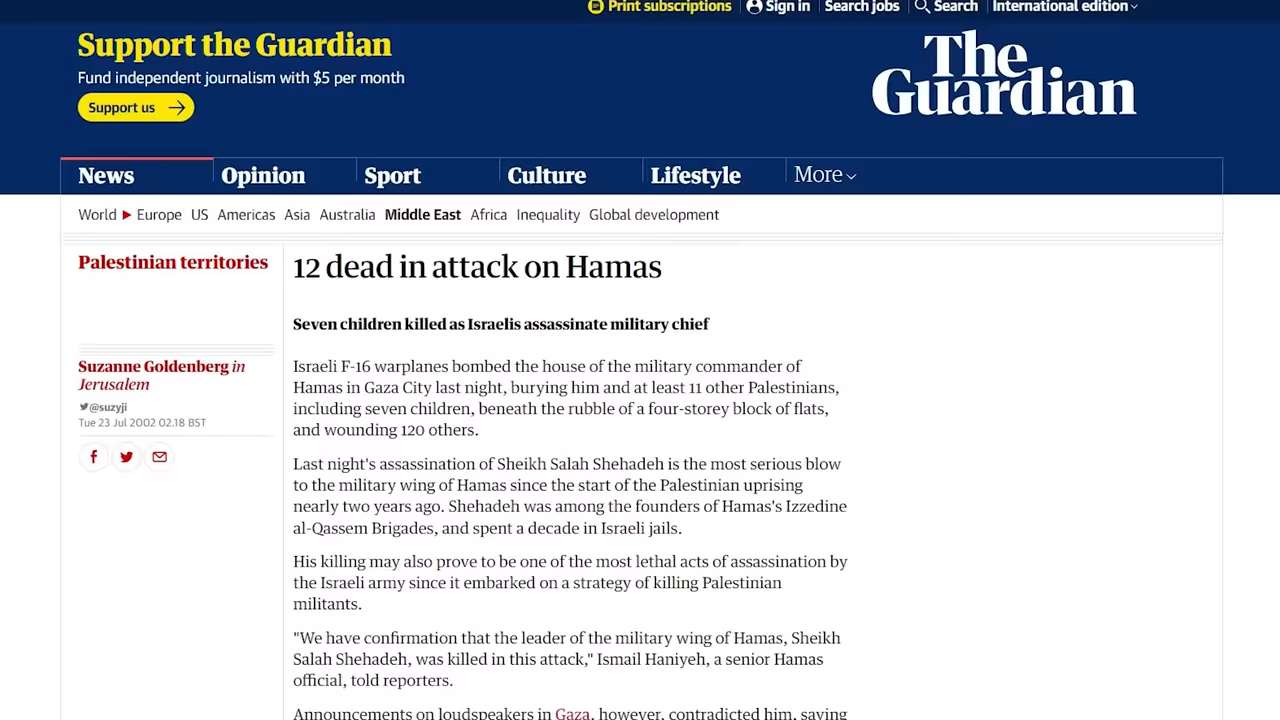 Print subscriptions Sign in Search jobs Search International edition
Support the Guardian
Fund independent journalism with $5 per month
Support us
The
Guardian
News Opinion Sport Culture Lifestyle More
World Europe US Americas Asia Australia Middle East Africa Inequality Global development
Palestinian territories
12 dead in attack on Hamas
Seven children killed as Israelis assassinate military chief
Suzanne Goldenberg in
Jerusalem
@suzyji
Tue 23 Jul 2002 02.18 BST
Israeli F-16 warplanes bombed the house of the military commander of
Hamas in Gaza City last night, burying him and at least 11 other Palestinians,
including seven children, beneath the rubble of a four-storey block of flats,
and wounding 120 others.
Last night's assassination of Sheikh Salah Shehadeh is the most serious blow
to the military wing of Hamas since the start of the Palestinian uprising
nearly two years ago. Shehadeh was among the founders of Hamas's Izzedine
al-Qassem Brigades, and spent a decade in Israeli jails.
His killing may also prove to be one of the most lethal acts of assassination by
the Israeli army since it embarked on a strategy of killing Palestinian
militants.
"We have confirmation that the leader of the military wing of Hamas, Sheikh
Salah Shehadeh, was killed in this attack," Ismail Haniyeh, a senior Hamas
official, told reporters.
Announcements on loudspeakers in Gaza, however, contradicted him, saying